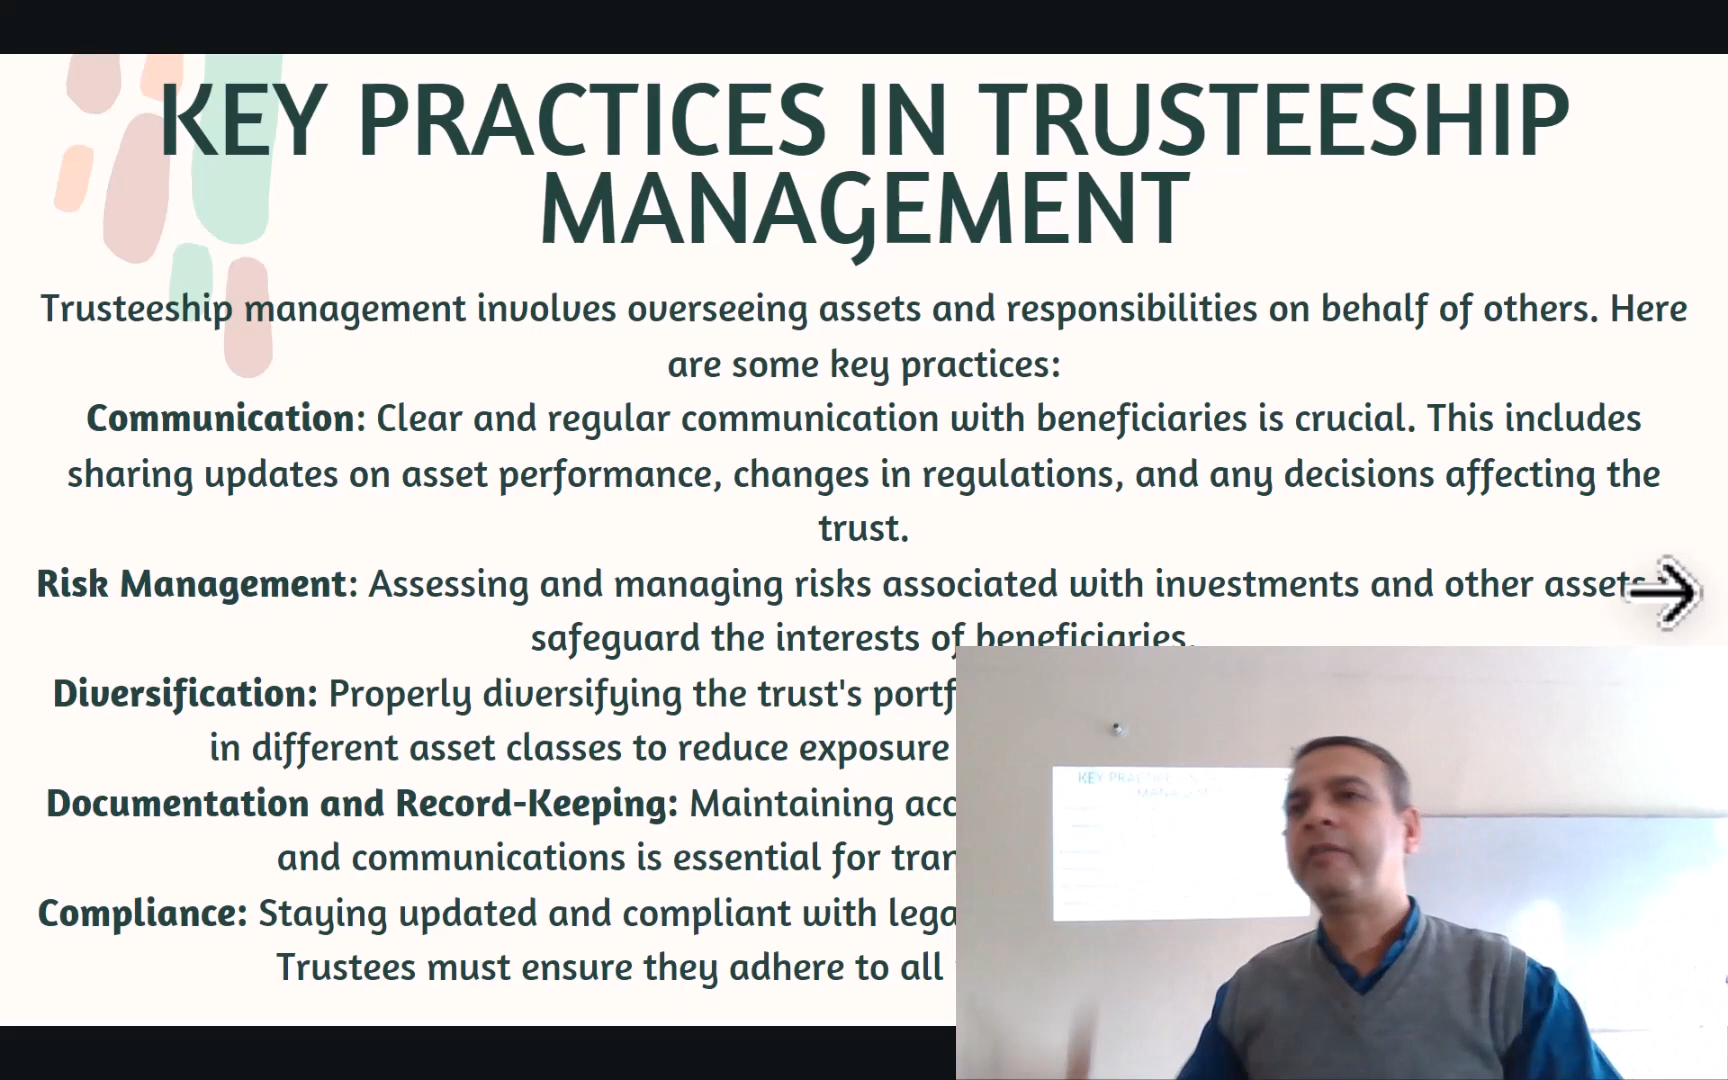 KEY PRACTICES IN TRUSTEESHIP
MANAGEMENT
Trusteeship management involves overseeing assets and responsibilities on behalf of others. Here
are some key practices:
Communication: Clear and regular communication with beneficiaries is crucial. This includes
sharing updates on asset performance, changes in regulations, and any decisions affecting the
trust.
Risk Management: Assessing and managing risks associated with investments and other assets
safeguard the interests of beneficiaries.
Diversification: Properly diversifying the trust's
in different asset classes to reduce exposure
Documentation and Record-Keeping: Maintaining
and communications is essential for
Compliance: Staying updated and compliant with
Trustees must ensure they adhere to all